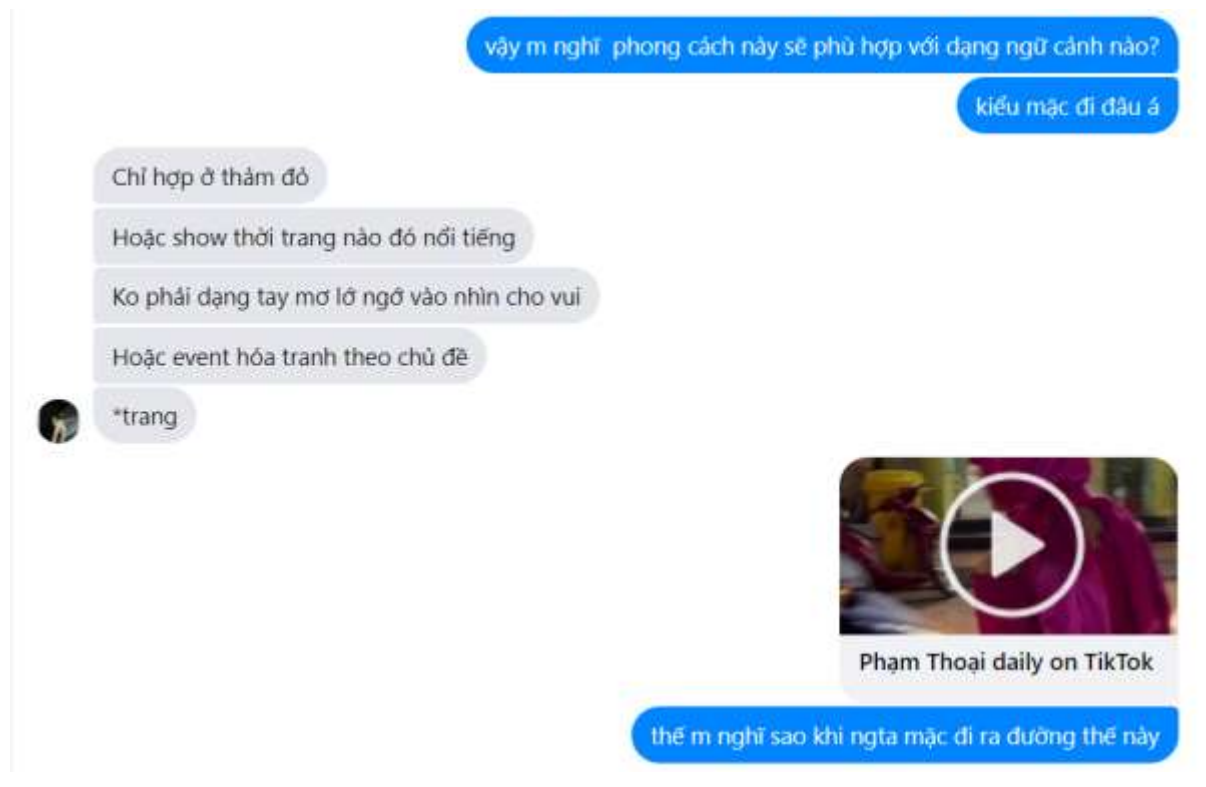 vậy m nghĩ phong cách này sẽ phù hợp với dạng ngữ cảnh nào?
kiểu mặc đi đâu á
Chỉ hợp ở thảm đỏ
Hoặc show thời trang nào đó nổi tiếng
Ko phải dạng tay mơ lớ ngớ vào nhìn cho vui
Hoặc event hóa tranh theo chủ đề
*trang
Phạm Thoại daily on TikTok
thế m nghĩ sao khi ngta mặc đi ra đường thế này